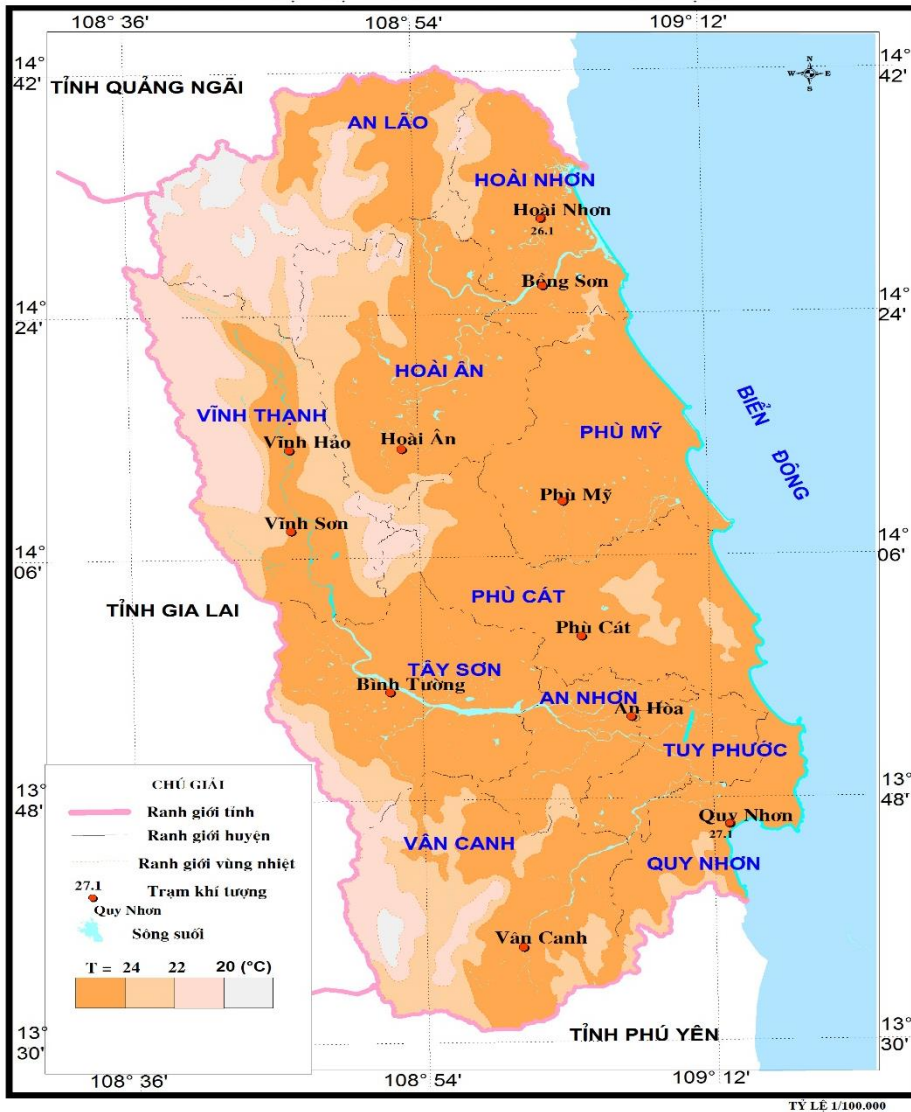 108° 36' 108° 54' 109° 12'
14° 42' 14° 42'
TỈNH QUẢNG NGÃI
N
W E
S
AN LÃO
HOÀI NHƠN
Hoài Nhơn
26.1
Bồng Sơn
14° 24' 14° 24'
HOÀI ÂN
BIỂN ĐÔNG
VĨNH THẠNH
PHÙ MỸ
Vĩnh Hảo
Hoài Ân
Phù Mỹ
Vĩnh Sơn
14° 06' 14° 06'
PHÙ CÁT
TỈNH GIA LAI
Phù Cát
TÂY SƠN
Bình Tường
AN NHƠN
An Hòa
TUY PHƯỚC
13° 48' 13° 48'
Quy Nhơn
27.1
VÂN CANH
QUY NHƠN
Vân Canh
CHÚ GIẢI
Ranh giới tỉnh
Ranh giới huyện
Ranh giới vùng nhiệt
27.1 Trạm khí tượng
Quy Nhơn
Sông suối
T = 24 22 20 (°C)
TỈNH PHÚ YÊN
13° 30' 13° 30'
108° 36' 108° 54' 109° 12'
TỶ LỆ 1/100.000